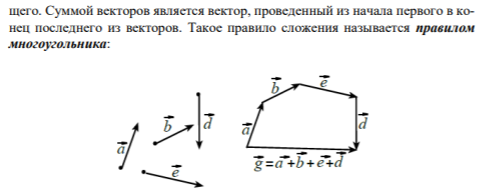 щего. Суммой векторов является вектор, проведенный из начала первого в ко-
нец последнего из векторов. Такое правило сложения называется правилом
многоугольника:
a
b
d
e
a
b
e
d
g = a + b + e + d